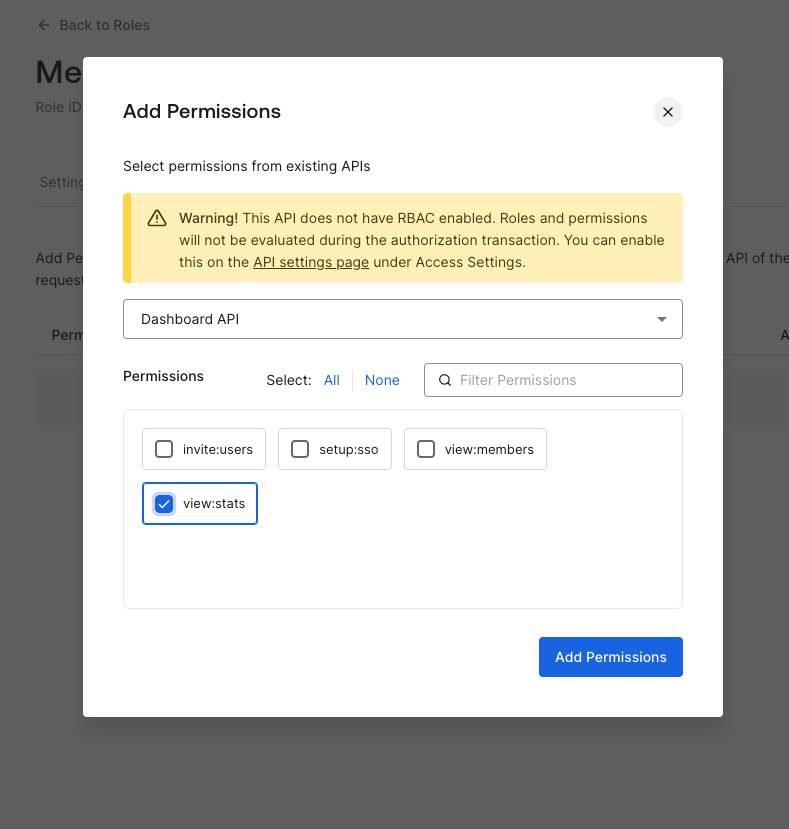 Back to Roles
Me
Role ID
Add Permissions
Setting
Select permissions from existing APIs
Warning! This API does not have RBAC enabled. Roles and permissions
will not be evaluated during the authorization transaction. You can enable
this on the API settings page under Access Settings.
Add Pe
API of the
request
Dashboard API
Perm
A
Permissions
Select: All None
Filter Permissions
invite:users
setup:sso
view:members
view:stats
Add Permissions